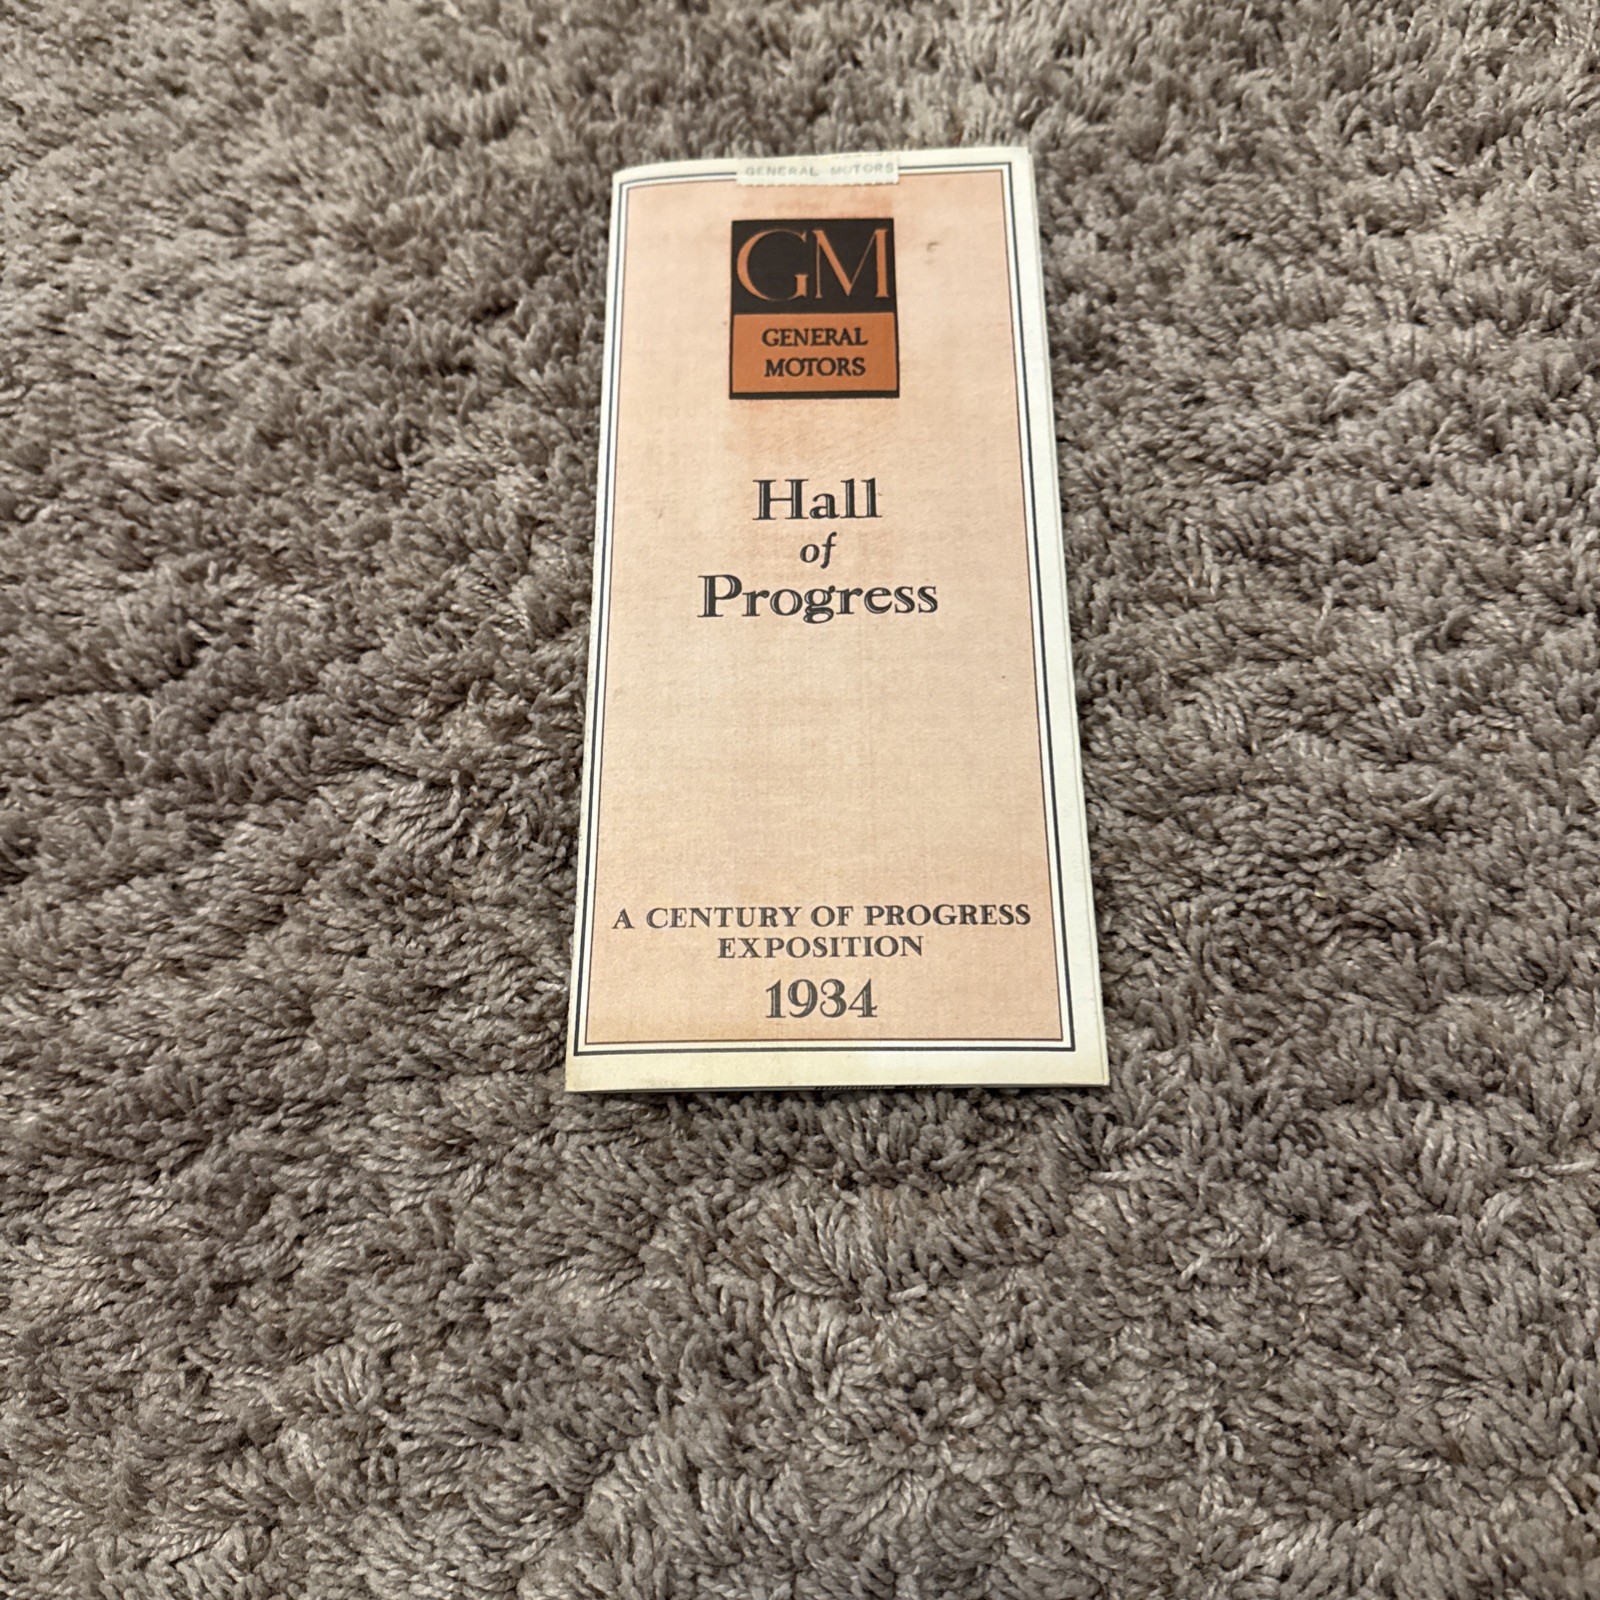 GENERAL MOTORS
GM
GENERAL
MOTORS
Hall
of
Progress
A CENTURY OF PROGRESS
EXPOSITION
1934